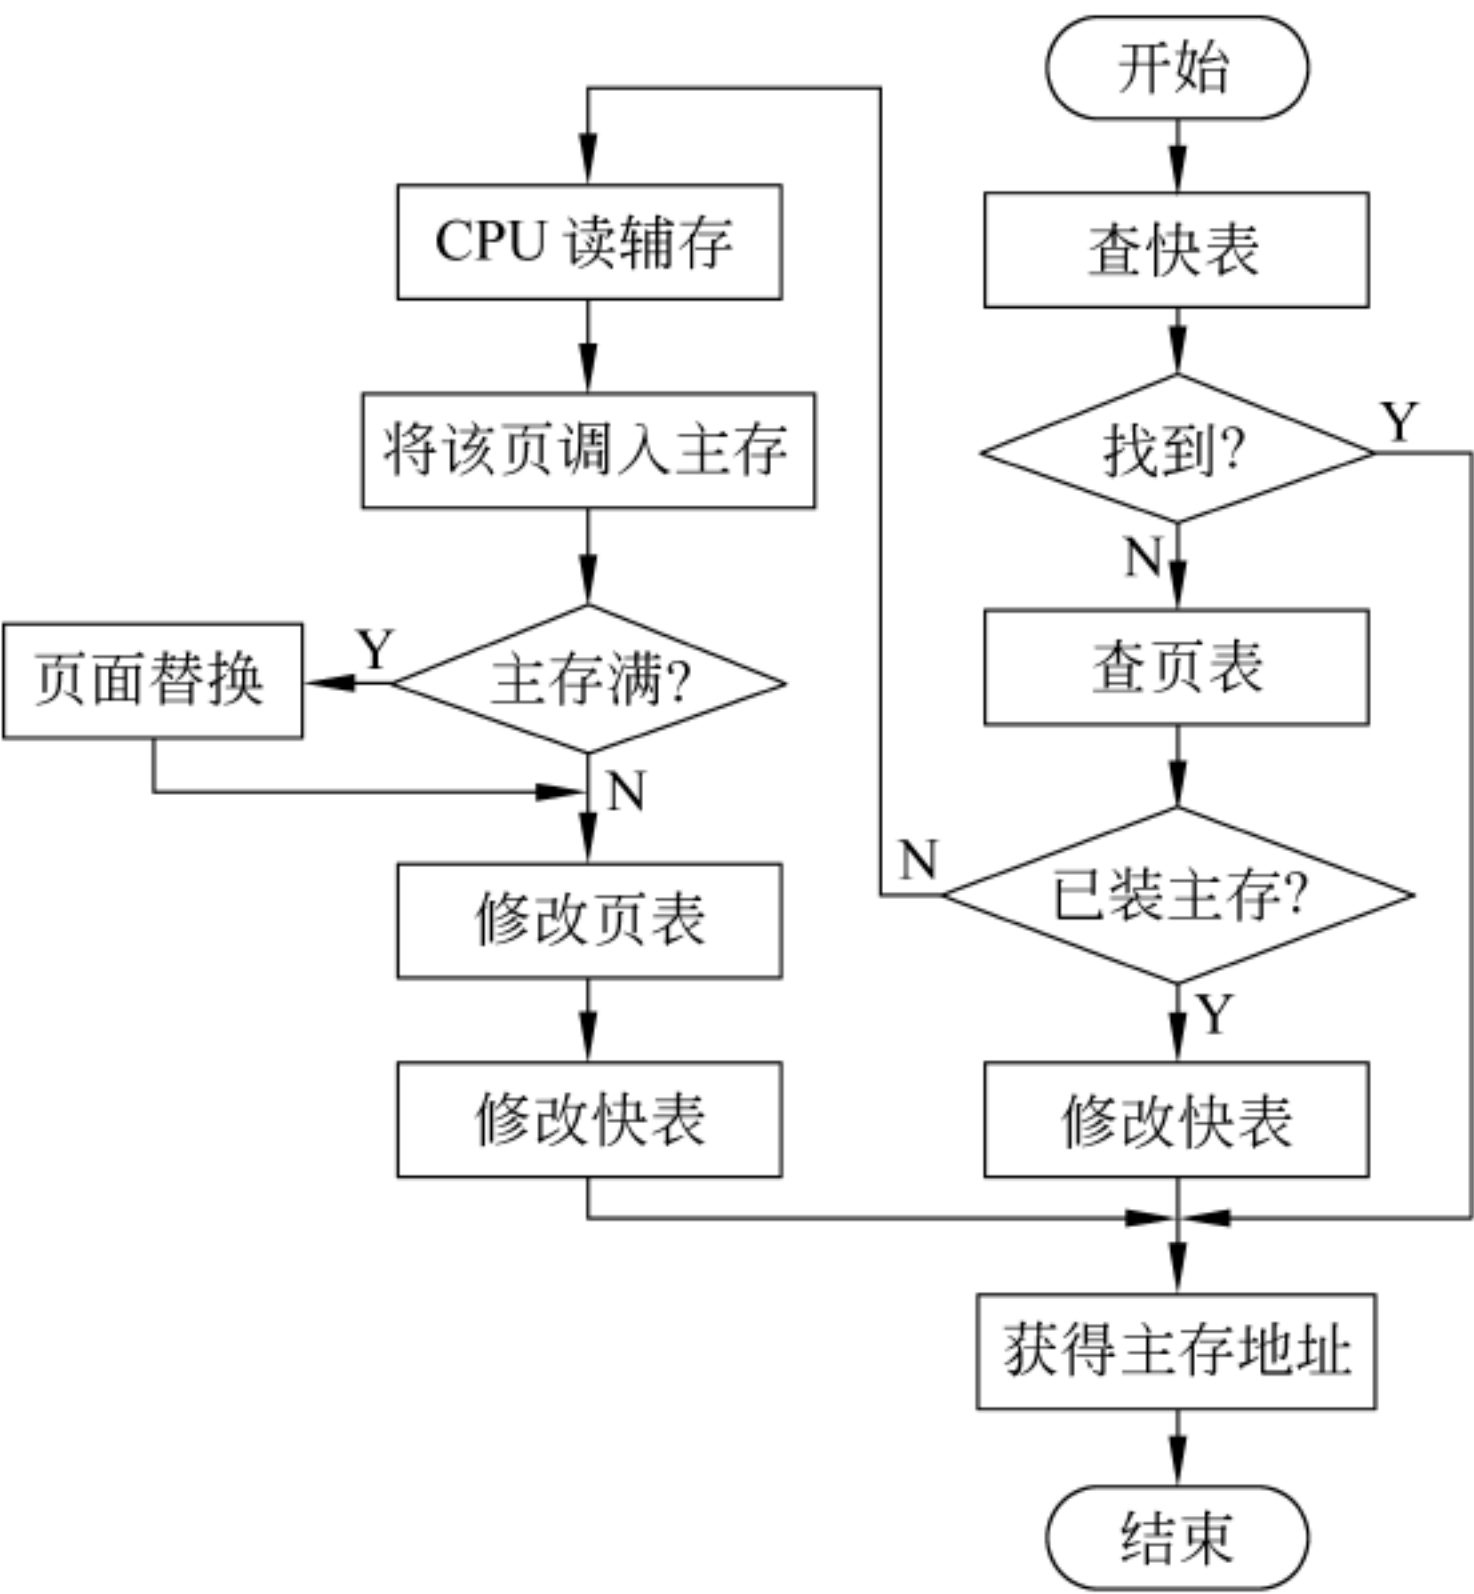 开始
查快表
找到?
Y
N
查页表
已装主存?
N
Y
修改快表
CPU 读辅存
将该页调入主存
主存满?
Y
页面替换
N
修改页表
修改快表
获得主存地址
结束